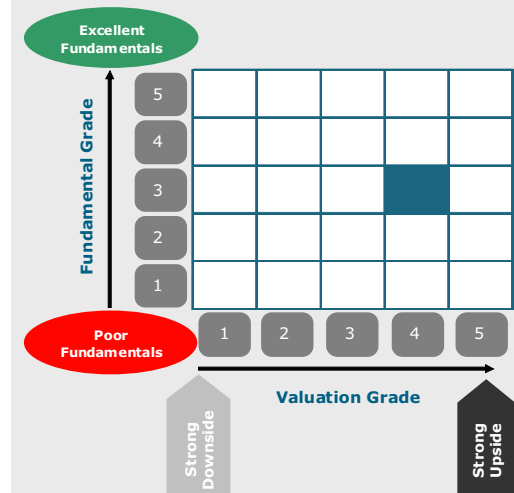 Excellent
Fundamentals
Fundamental Grade
5
4
3
2
1
Poor
Fundamentals
1
2
3
4
5
Valuation Grade
Strong
Downside
Strong
Upside